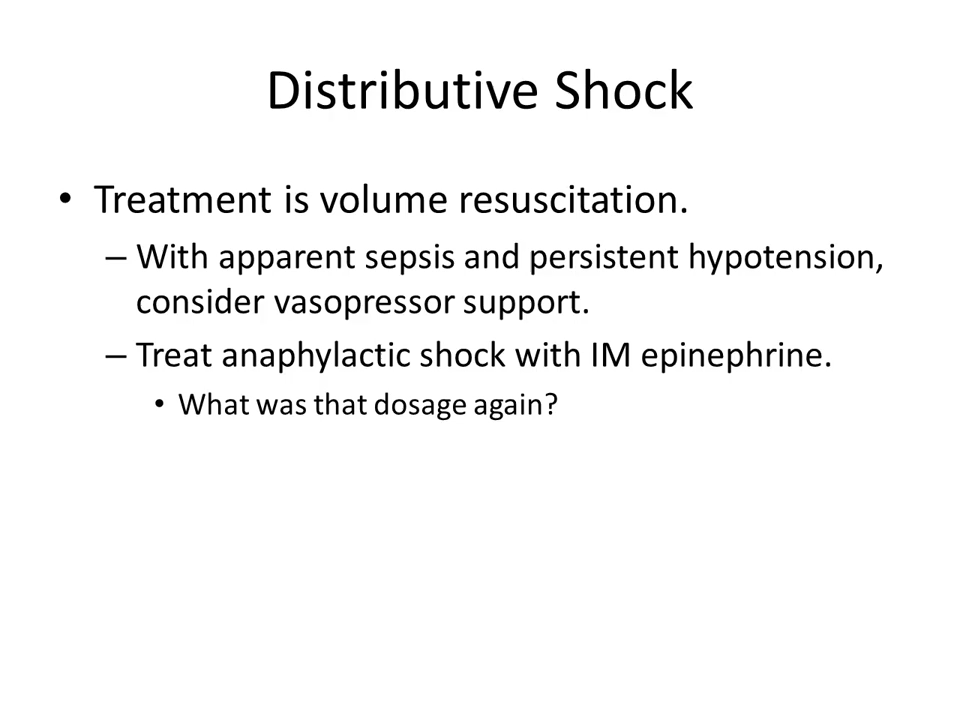 Distributive Shock
• Treatment is volume resuscitation.
– With apparent sepsis and persistent hypotension,
consider vasopressor support.
– Treat anaphylactic shock with IM epinephrine.
• What was that dosage again?